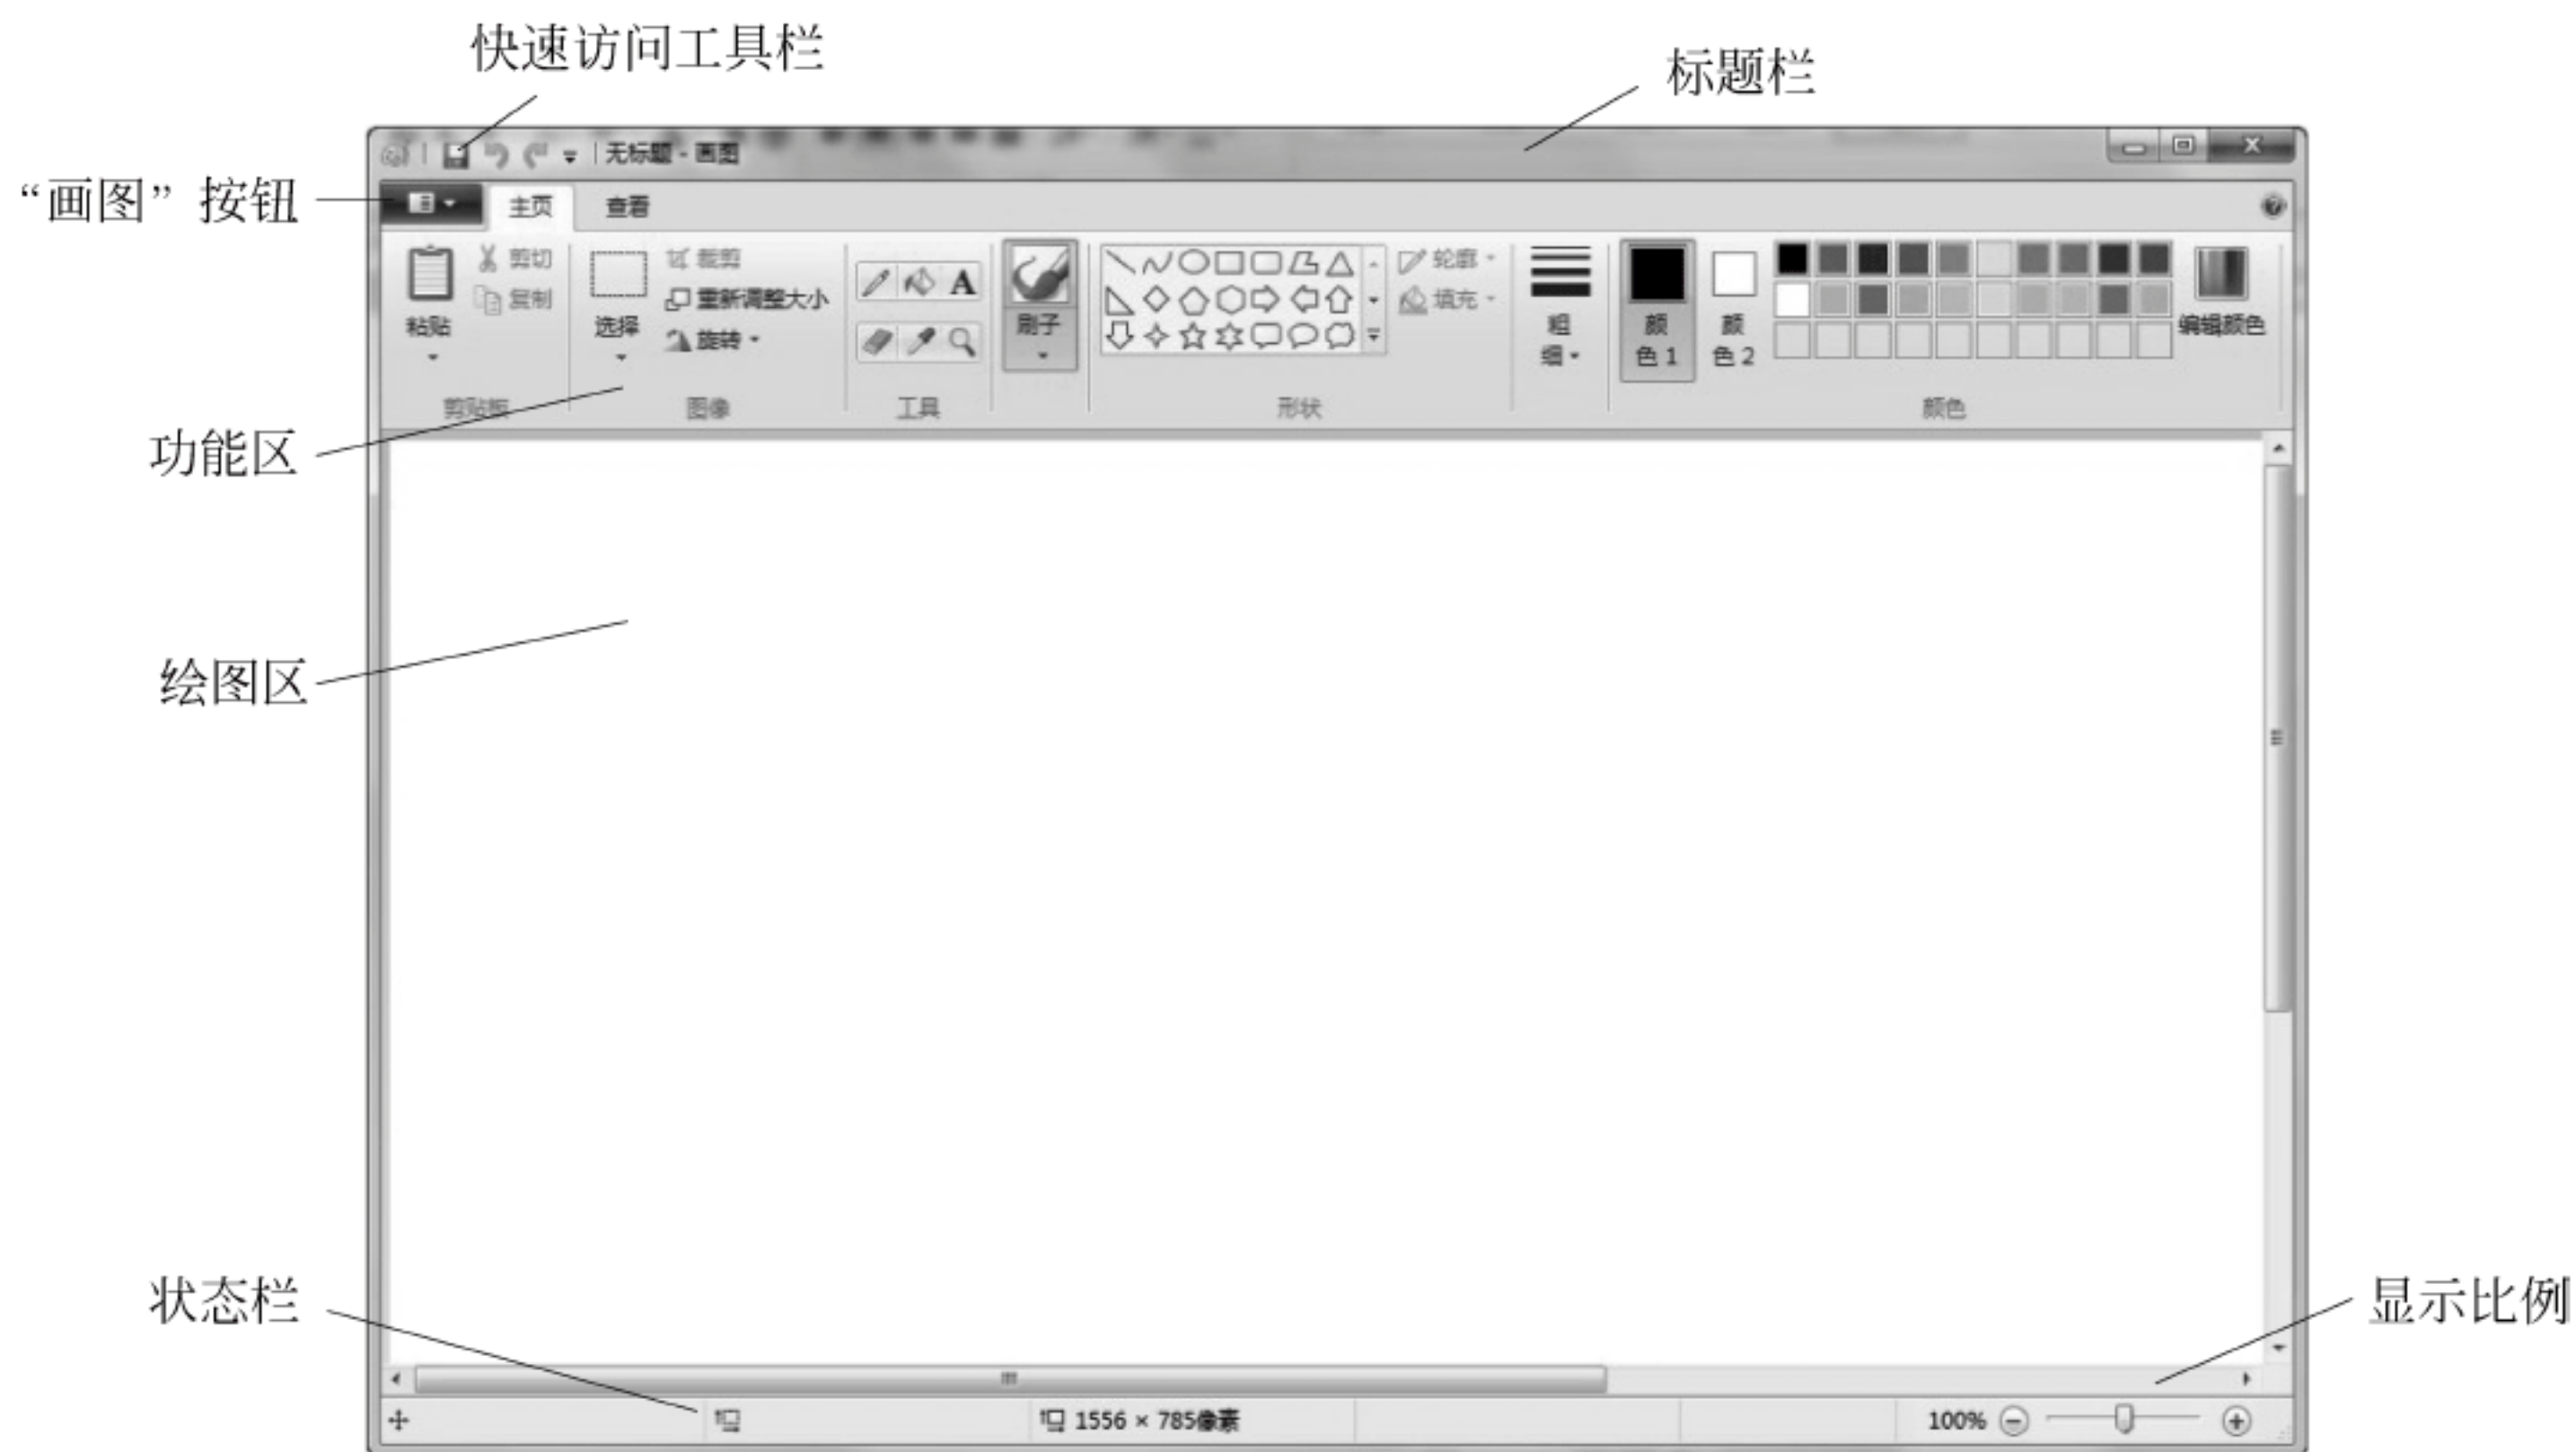 快速访问工具栏
标题栏
无标题 - 画图
“画图”按钮
主页 查看
剪切 裁剪 轮廓
复制 重新调整大小 填充
粘贴 选择 旋转 A 刷子 粗细 颜色 1 颜色 2 编辑颜色
剪贴板 图像 工具 形状 颜色
功能区
绘图区
状态栏
显示比例
1556 × 785像素 100%